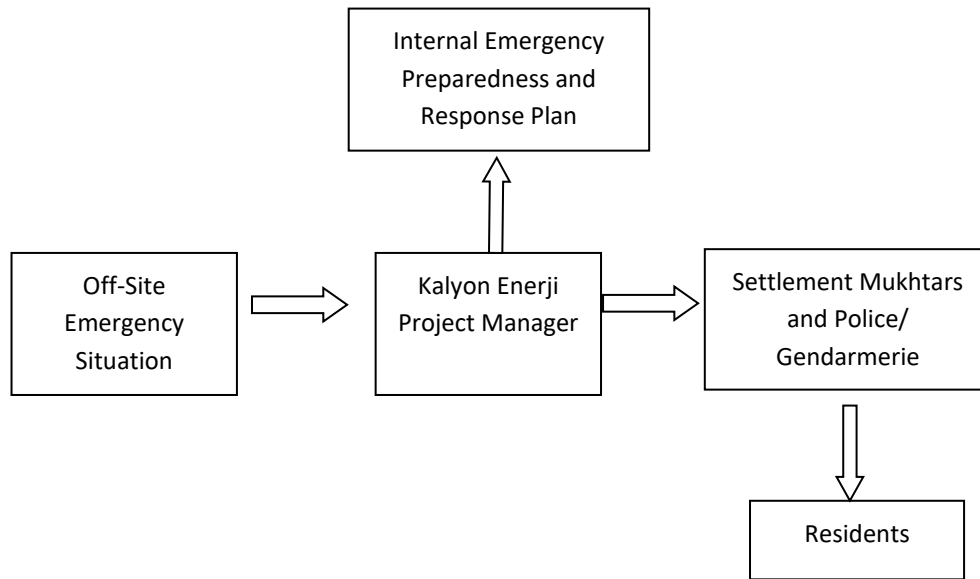 Internal Emergency
Preparedness and
Response Plan
Off-Site
Emergency
Situation
Kalyon Enerji
Project Manager
Settlement Mukhtars
and Police/
Gendarmerie
Residents